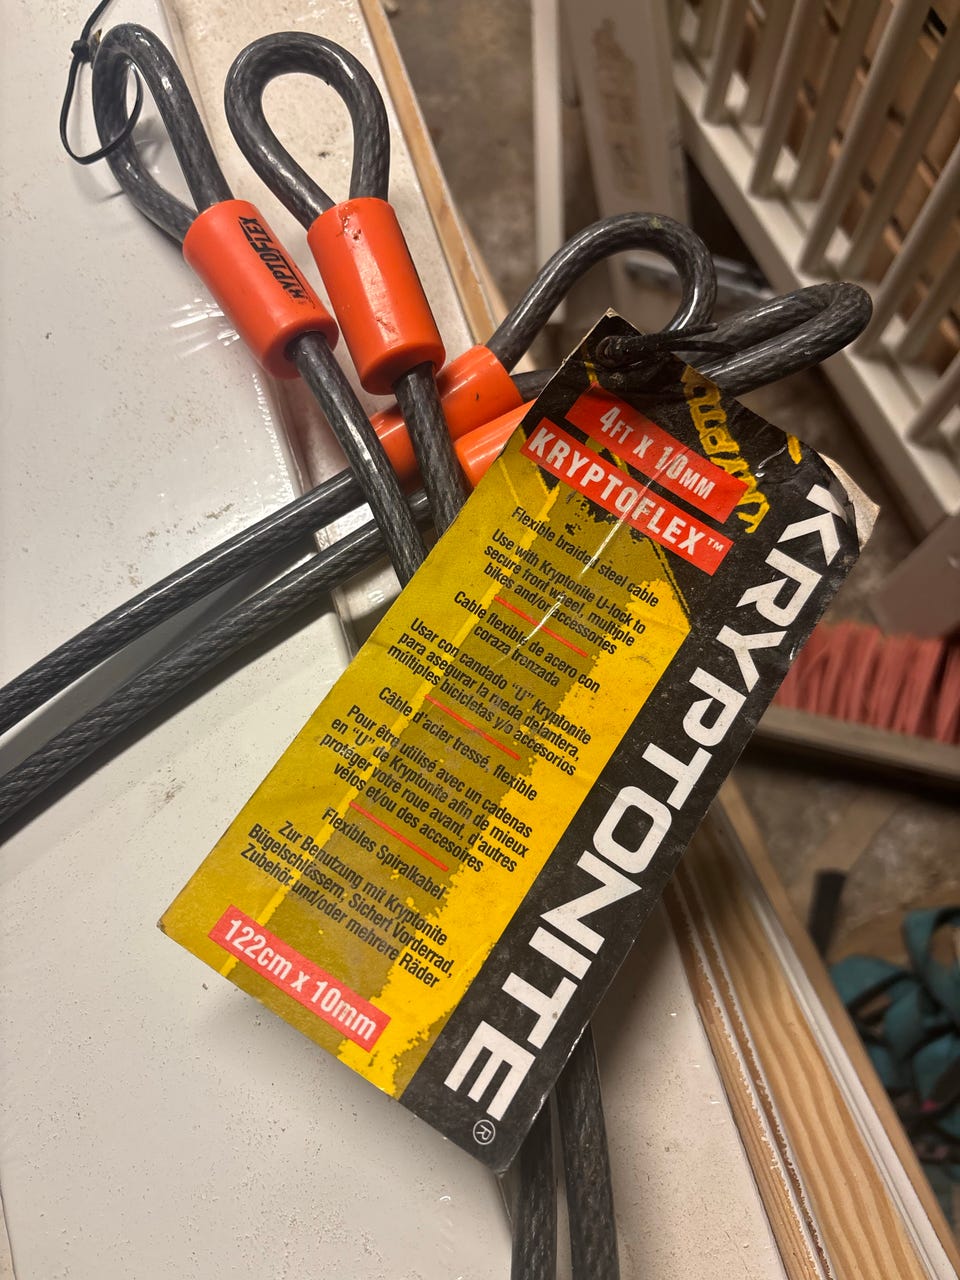 KRYPTOFLEX
4FT X 10MM
KRYPTOFLEX™
Flexible braided steel cable
Use with Kryptonite U-lock to
secure front wheel, multiple
bikes and/or accessories
Cable flexible de acero con
coraza trenzada
Usar con candado "U" Kryptonite
para asegurar la rueda delantera,
múltiples bicicletas y/o accesorios
Câble d'acier tressé, flexible
Pour être utilisé avec un cadenas
en "U" de Kryptonite afin de mieux
protéger votre roue avant, d'autres
vélos et/ou des accesoires
Flexibles Spiralkabel
Zur Benutzung mit Kryptonite
Bügelschlössern, Sichert Vorderrad,
Zubehör und/oder mehrere Räder
122cm x 10mm
KRYPTONITE®